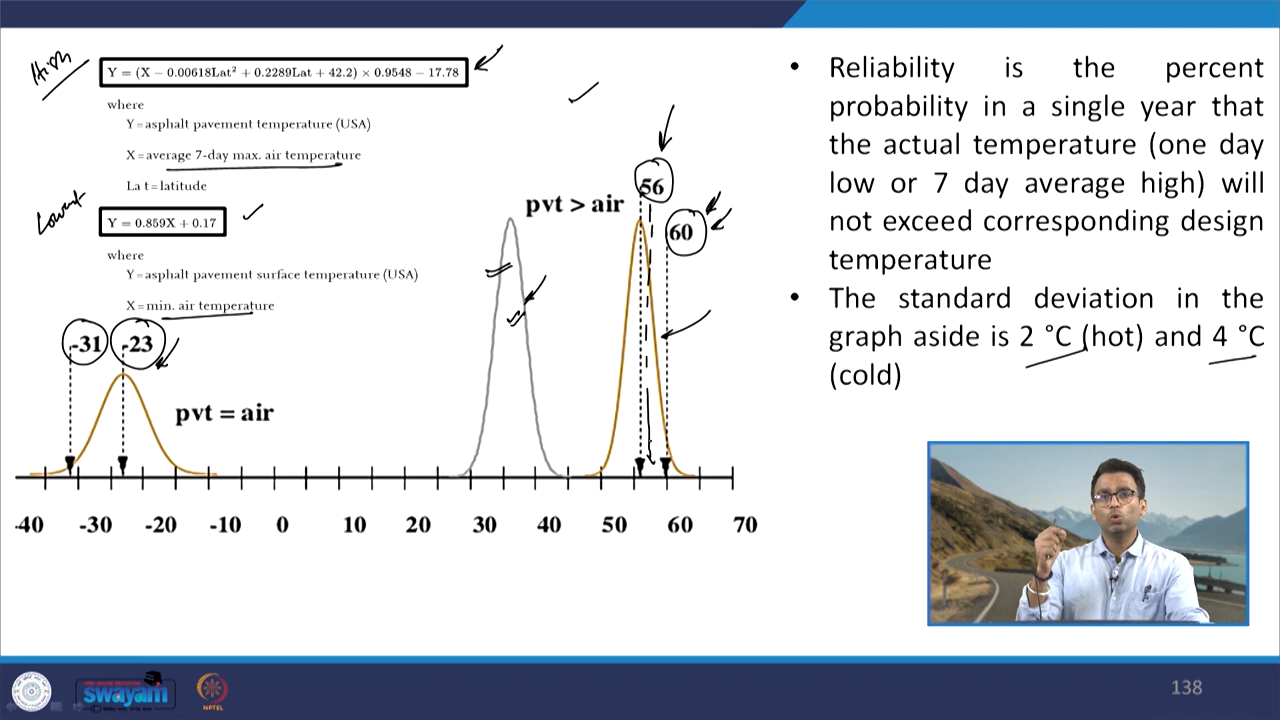 High
Y = (X − 0.00618Lat² + 0.2289Lat + 42.2) × 0.9548 − 17.78
where
Y=asphalt pavement temperature (USA)
X=average 7-day max. air temperature
La t=latitude
Lowest
Y = 0.859X + 0.17
where
Y=asphalt pavement surface temperature (USA)
X=min. air temperature
-31
-23
pvt = air
pvt > air
56
60
-40 -30 -20 -10 0 10 20 30 40 50 60 70
• Reliability is the percent
probability in a single year that
the actual temperature (one day
low or 7 day average high) will
not exceed corresponding design
temperature
• The standard deviation in the
graph aside is 2 °C (hot) and 4 °C
(cold)
swayam
NPTEL
138